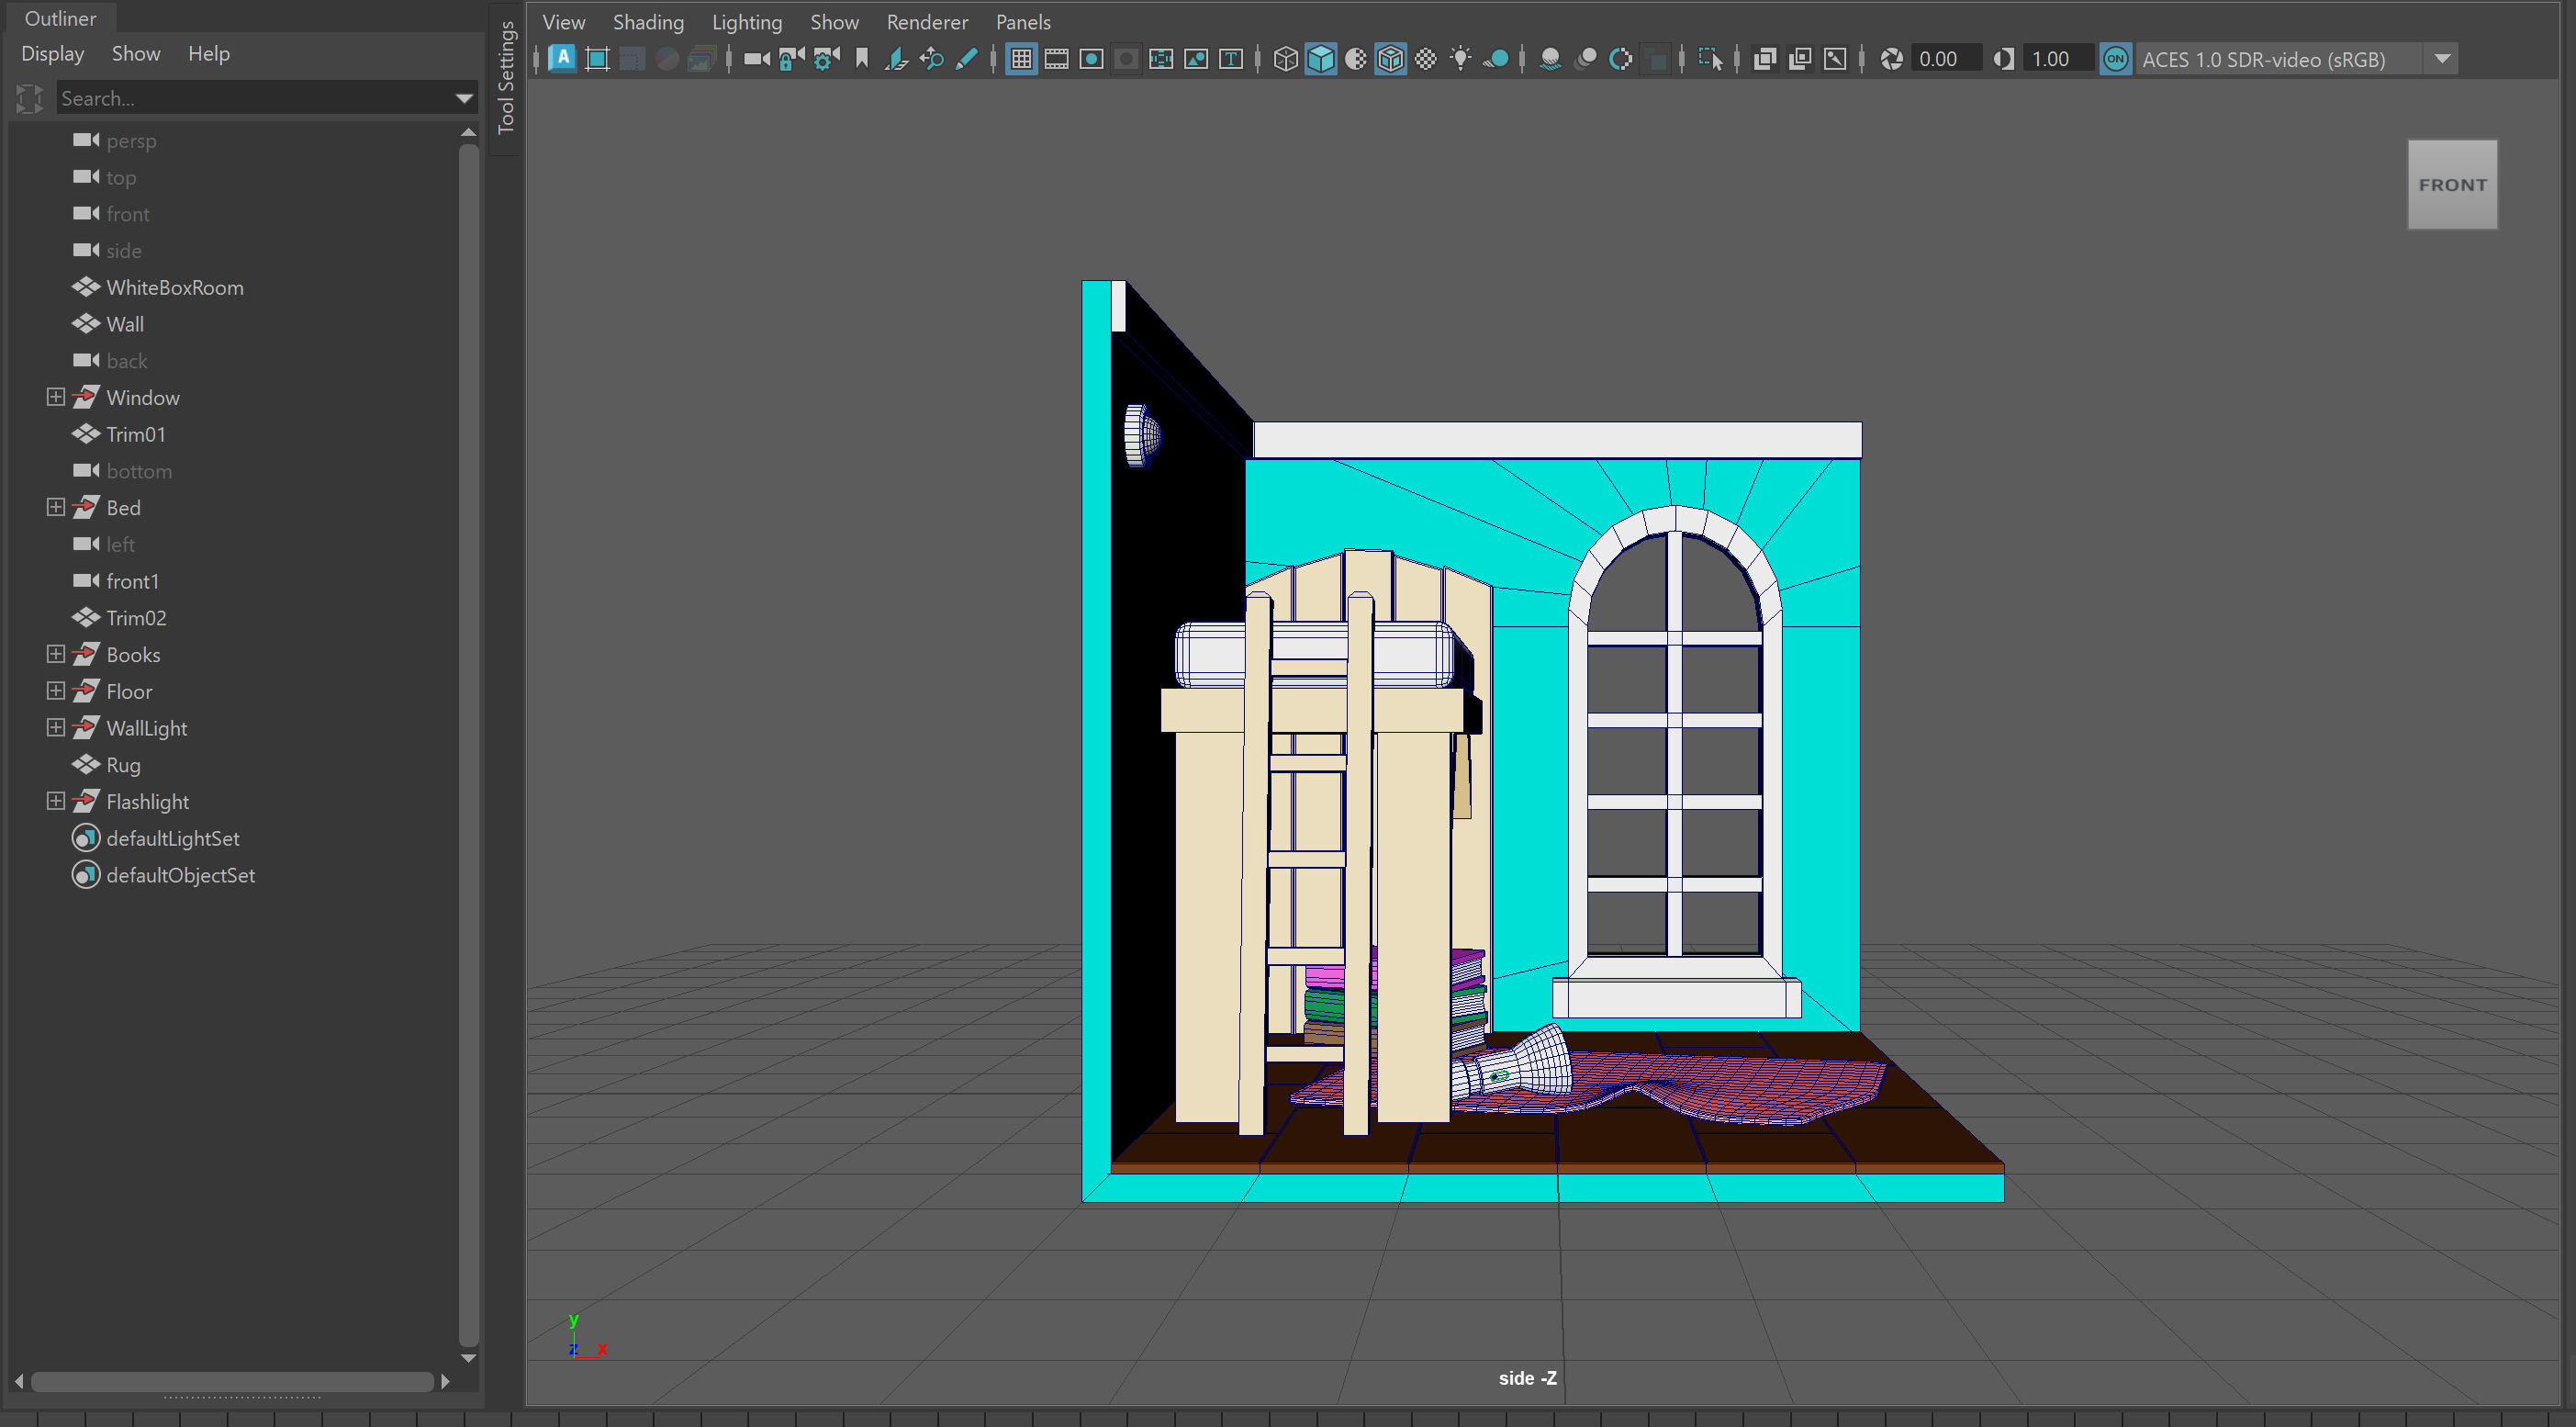 Outliner
Display Show Help
Search...
persp
top
front
side
WhiteBoxRoom
Wall
back
Window
Trim01
bottom
Bed
left
front1
Trim02
Books
Floor
WallLight
Rug
Flashlight
defaultLightSet
defaultObjectSet
Tool Settings
View Shading Lighting Show Renderer Panels
A T 0.00 1.00 ON ACES 1.0 SDR-video (sRGB)
FRONT
y
z x
side -Z